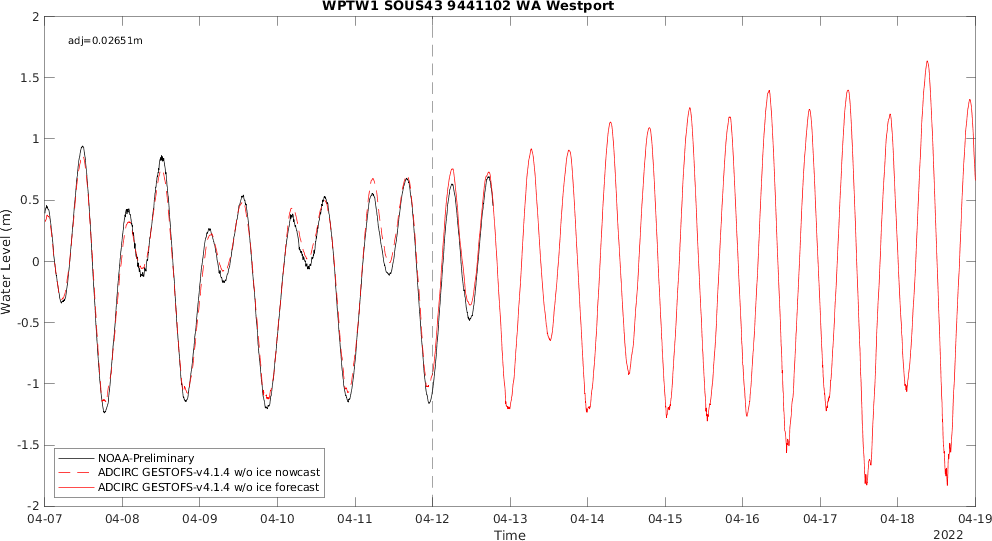 WPTW1 SOUS43 9441102 WA Westport
adj=0.02651m
2
1.5
1
0.5
0
-0.5
-1
-1.5
-2
Water Level (m)
NOAA-Preliminary
ADCIRC GESTOFS-v4.1.4 w/o ice nowcast
ADCIRC GESTOFS-v4.1.4 w/o ice forecast
04-07 04-08 04-09 04-10 04-11 04-12 04-13 04-14 04-15 04-16 04-17 04-18 04-19
Time
2022